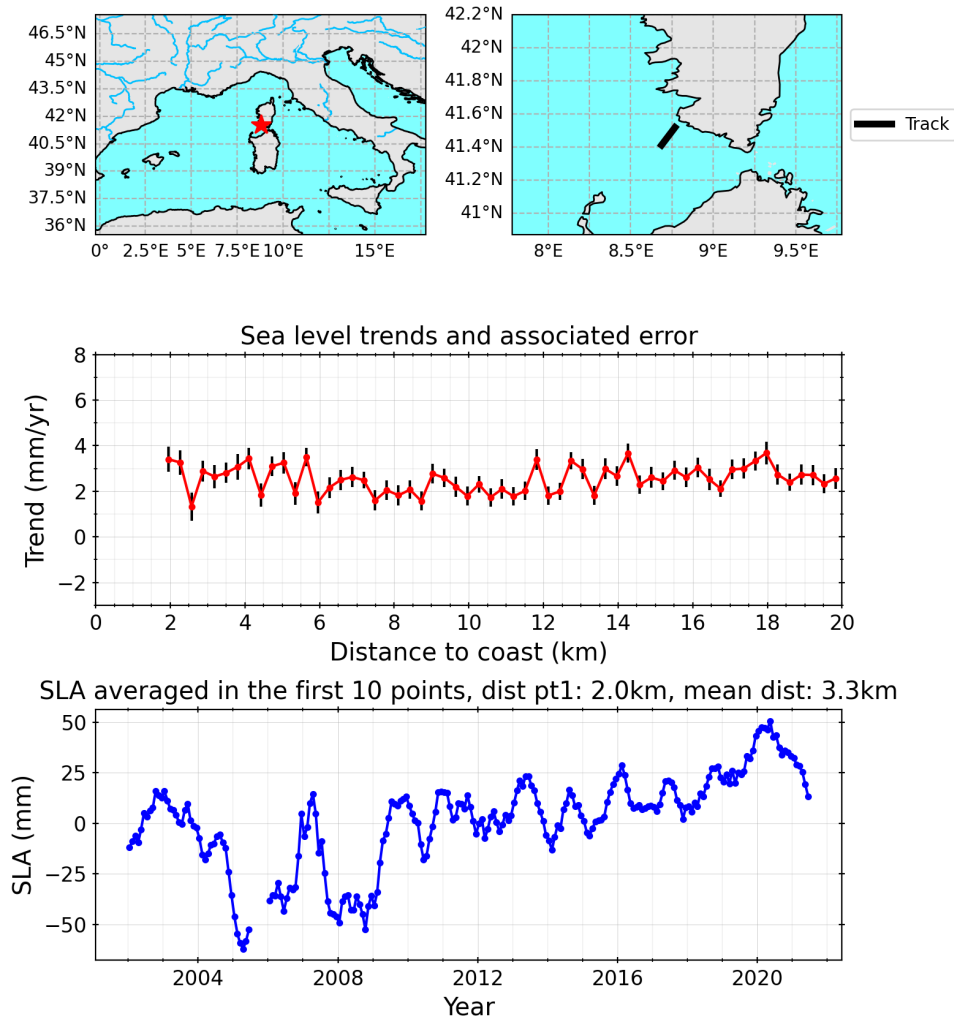 46.5°N
45°N
43.5°N
42°N
40.5°N
39°N
37.5°N
36°N
0° 2.5°E 5°E 7.5°E 10°E 15°E
42.2°N
42°N
41.8°N
41.6°N
41.4°N
41.2°N
41°N
8°E 8.5°E 9°E 9.5°E
Track
Sea level trends and associated error
Trend (mm/yr)
8
6
4
2
0
−2
0 2 4 6 8 10 12 14 16 18 20
Distance to coast (km)
SLA averaged in the first 10 points, dist pt1: 2.0km, mean dist: 3.3km
SLA (mm)
50
25
0
−25
−50
2004 2008 2012 2016 2020
Year